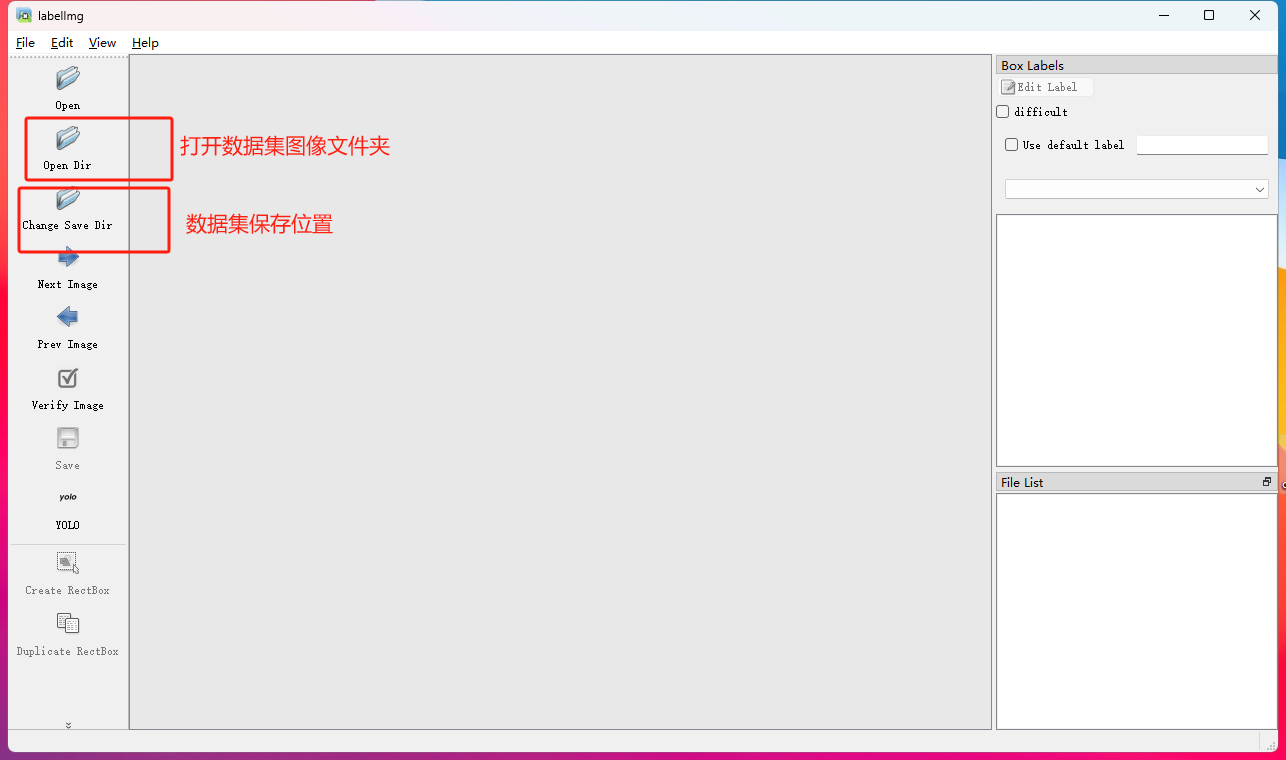 labelImg
File Edit View Help
Open
Open Dir
打开数据集图像文件夹
Change Save Dir
数据集保存位置
Next Image
Prev Image
Verify Image
Save
yolo
YOLO
Create RectBox
Duplicate RectBox
Box Labels
Edit Label
difficult
Use default label
File List